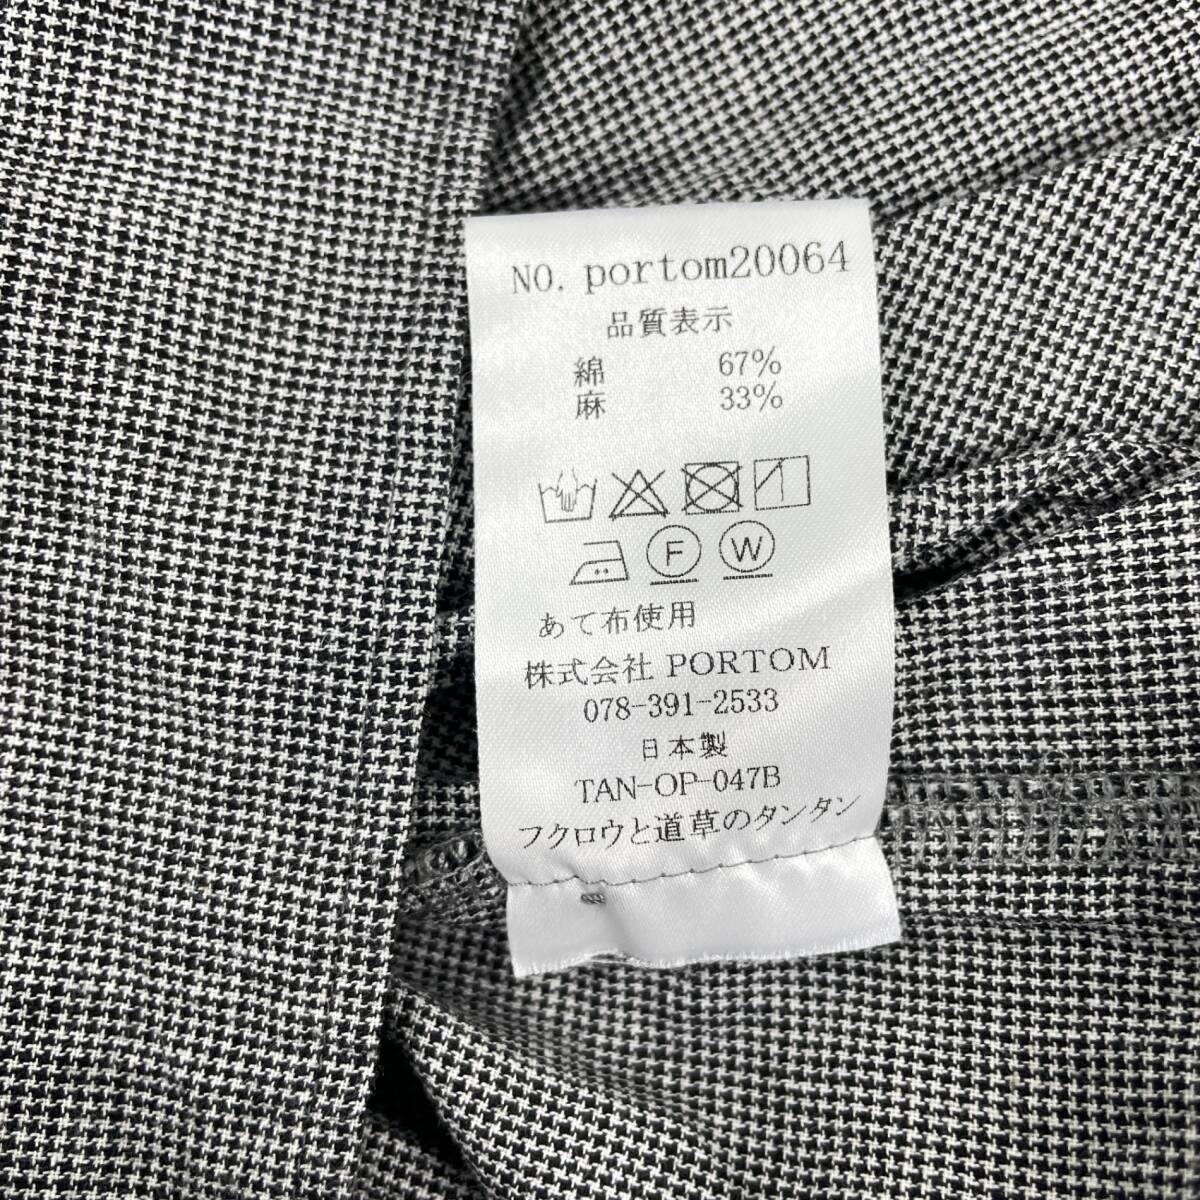 NO. portom20064
品質表示
綿 67%
麻 33%
F W
あて布使用
株式会社 PORTOM
078-391-2533
日本製
TAN-OP-047B
フクロウと道草のタンタン